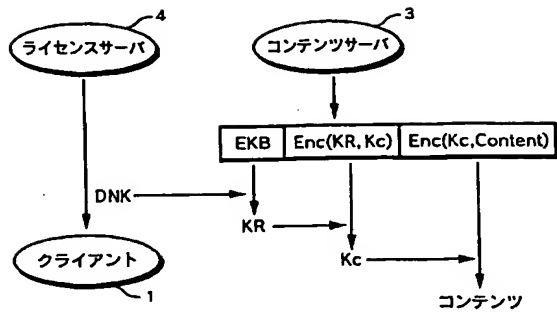 4
ライセンスサーバ
3
コンテンツサーバ
EKB
Enc(KR,Kc)
Enc(Kc,Content)
DNK
KR
Kc
クライアント
1
コンテンツ